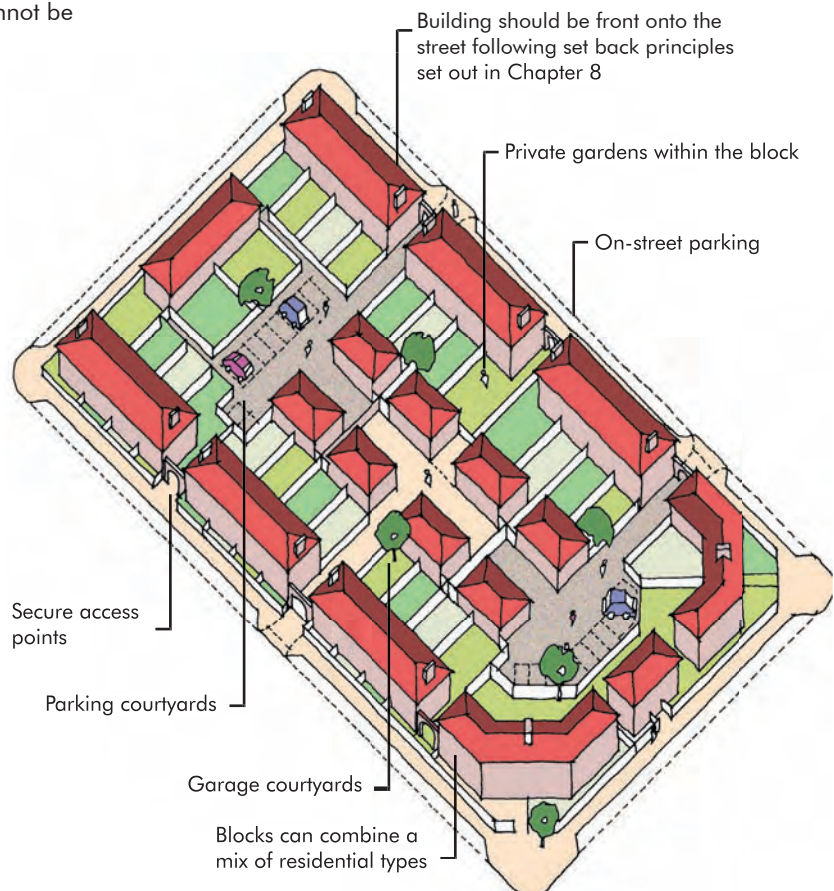 nnot be
Building should be front onto the
street following set back principles
set out in Chapter 8
Private gardens within the block
On-street parking
Secure access
points
Parking courtyards
Garage courtyards
Blocks can combine a
mix of residential types